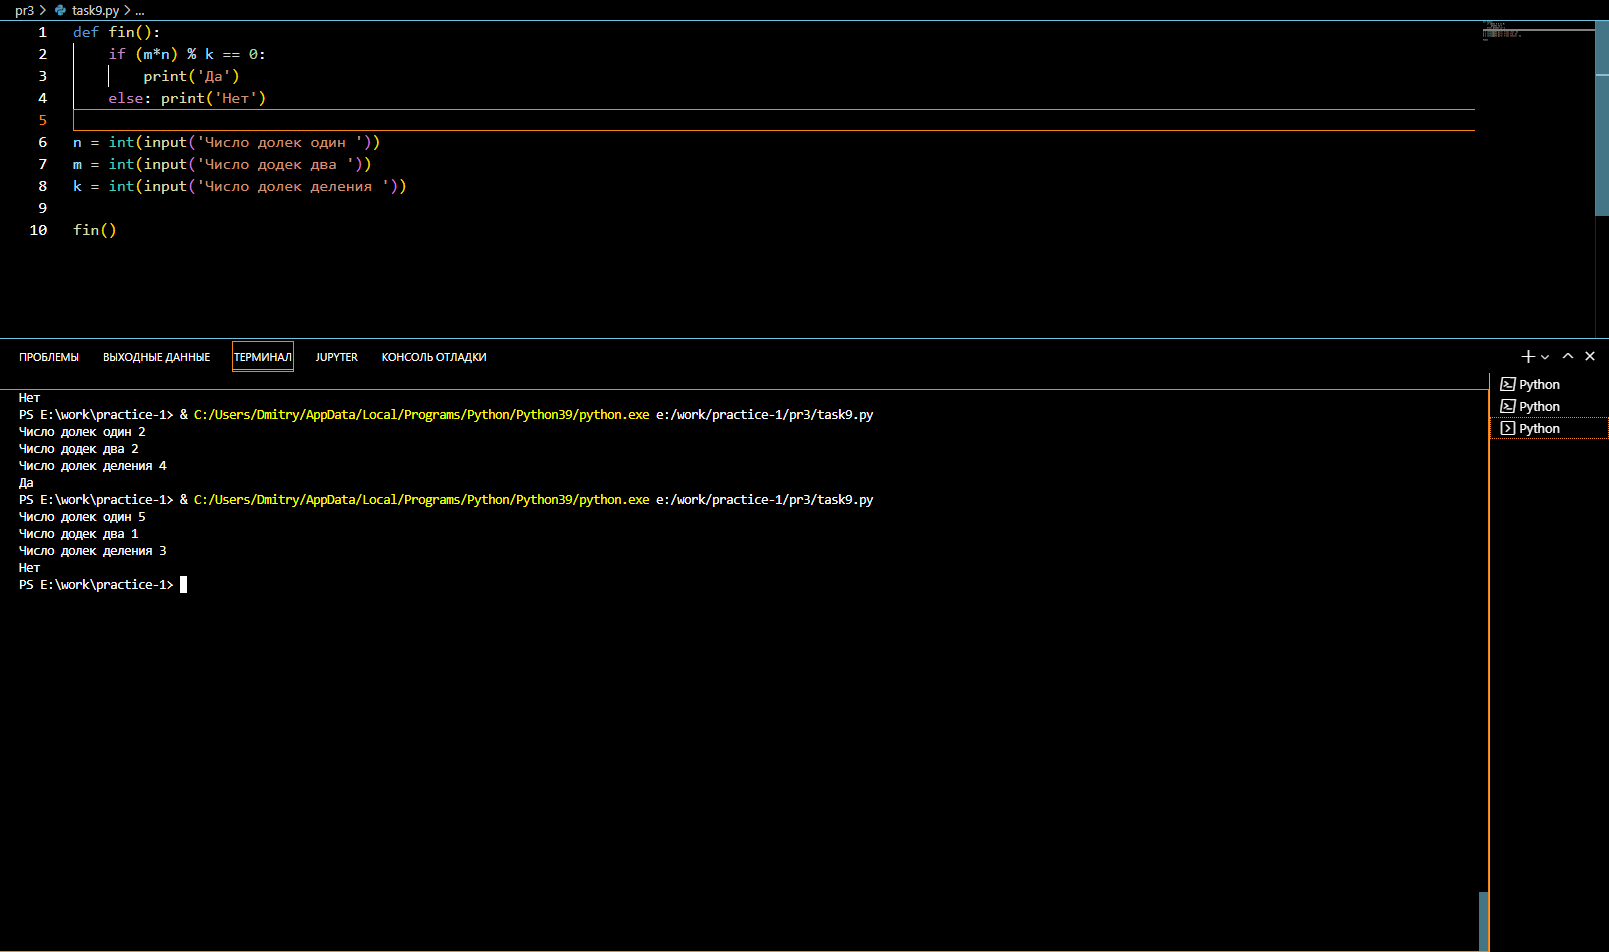 pr3 > task9.py > ...
1 def fin():
2 if (m*n) % k == 0:
3 print('Да')
4 else: print('Нет')
5
6 n = int(input('Число долек один '))
7 m = int(input('Число додек два '))
8 k = int(input('Число долек деления '))
9
10 fin()
ПРОБЛЕМЫ ВЫХОДНЫЕ ДАННЫЕ ТЕРМИНАЛ JUPYTER КОНСОЛЬ ОТЛАДКИ
Нет
PS E:\work\practice-1> & C:/Users/Dmitry/AppData/Local/Programs/Python/Python39/python.exe e:/work/practice-1/pr3/task9.py
Число долек один 2
Число додек два 2
Число долек деления 4
Да
PS E:\work\practice-1> & C:/Users/Dmitry/AppData/Local/Programs/Python/Python39/python.exe e:/work/practice-1/pr3/task9.py
Число долек один 5
Число додек два 1
Число долек деления 3
Нет
PS E:\work\practice-1>
Python
Python
Python